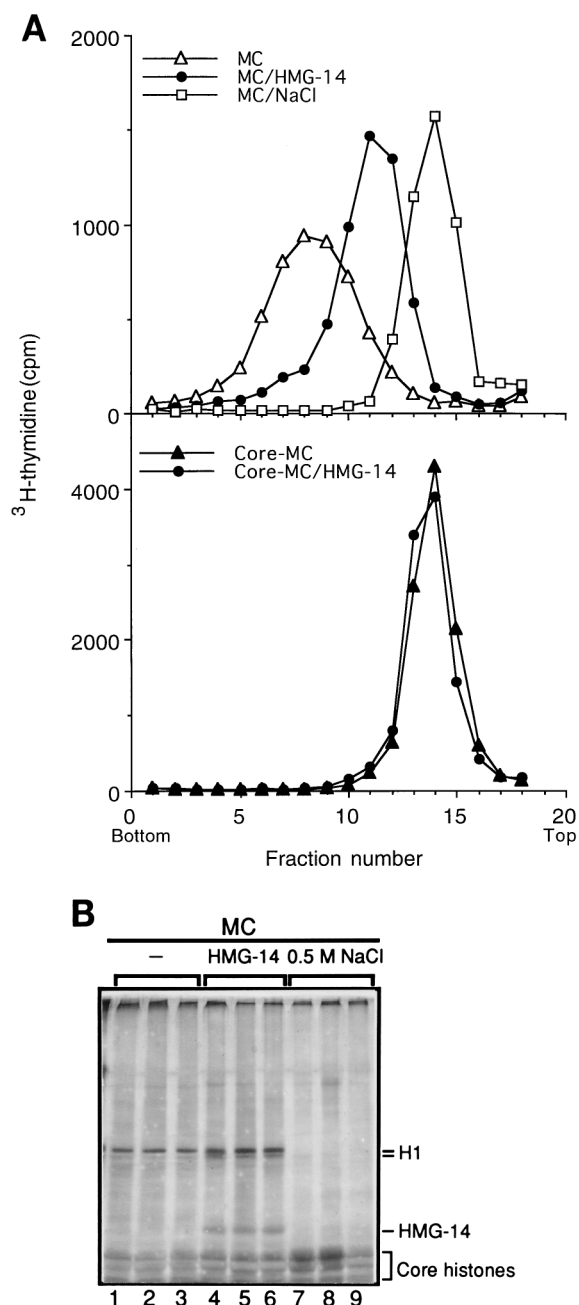 A
2000
MC
MC/HMG-14
MC/NaCl
1000
0
³H-thymidine (cpm)
Core-MC
Core-MC/HMG-14
4000
2000
0
0 5 10 15 20
Bottom Top
Fraction number
B
MC
– HMG-14 0.5 M NaCl
H1
HMG-14
Core histones
1 2 3 4 5 6 7 8 9